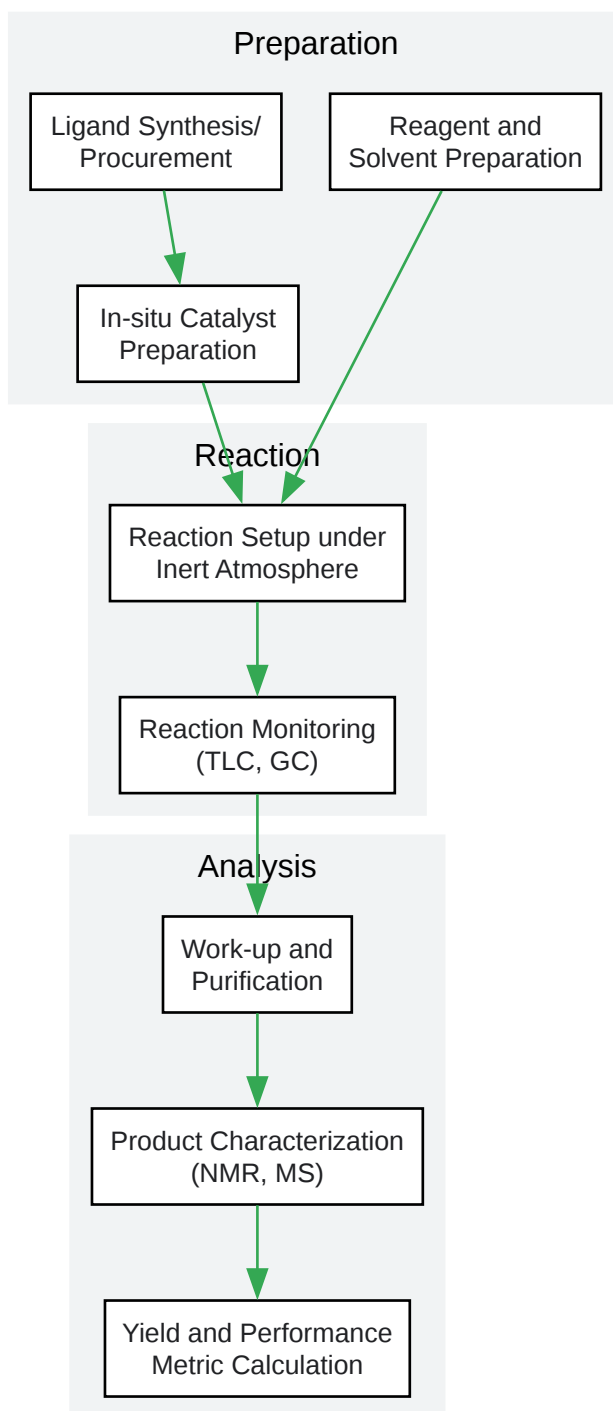 Preparation
Ligand Synthesis/
Procurement
Reagent and
Solvent Preparation
In-situ Catalyst
Preparation
Reaction
Reaction Setup under
Inert Atmosphere
Reaction Monitoring
(TLC, GC)
Analysis
Work-up and
Purification
Product Characterization
(NMR, MS)
Yield and Performance
Metric Calculation